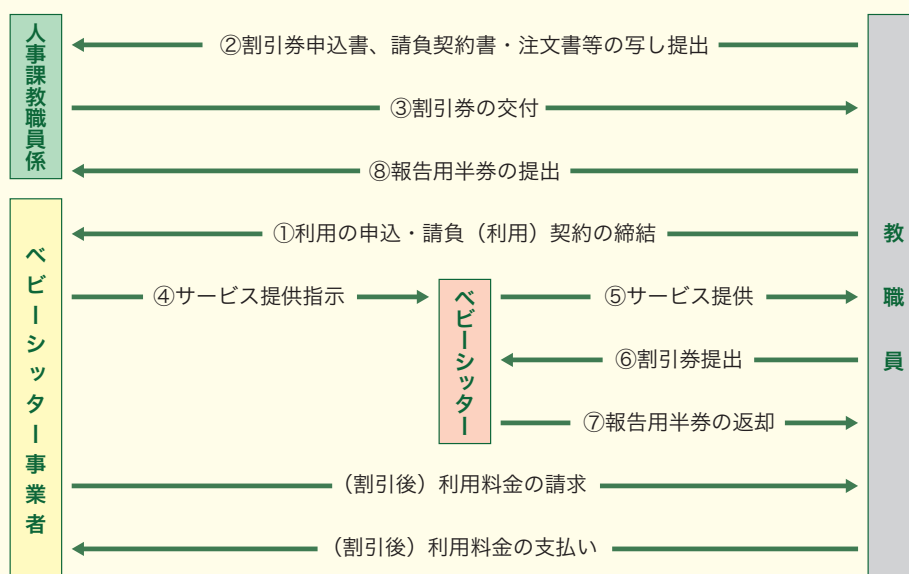 人事課教職員係
②割引券申込書、請負契約書・注文書等の写し提出
③割引券の交付
⑧報告用半券の提出
教職員
ベビーシッター事業者
①利用の申込・請負（利用）契約の締結
④サービス提供指示
ベビーシッター
⑤サービス提供
⑥割引券提出
⑦報告用半券の返却
（割引後）利用料金の請求
（割引後）利用料金の支払い